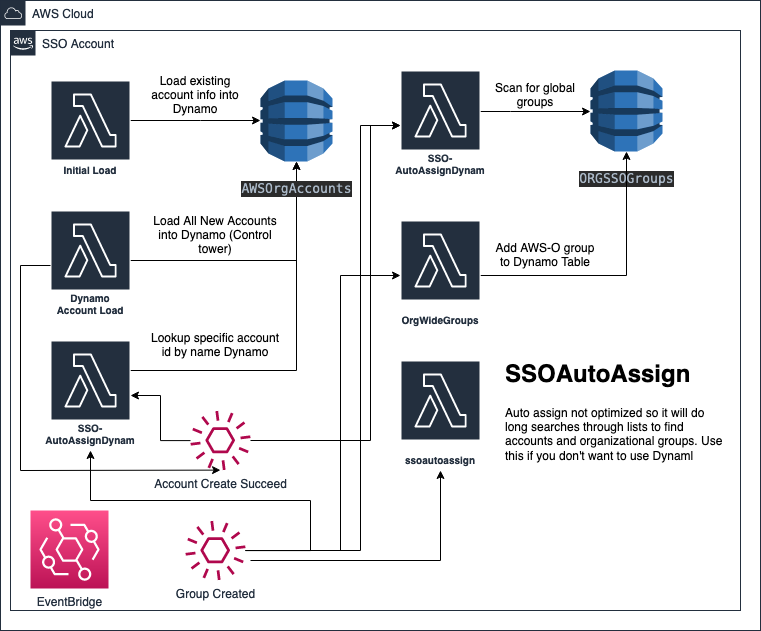 AWS Cloud
aws
SSO Account
Load existing
account info into
Dynamo
Initial Load
AWSOrgAccounts
Scan for global
groups
SSO-
AutoAssignDynam
ORGSSOGroups
Load All New Accounts
into Dynamo (Control
tower)
Dynamo
Account Load
Add AWS-O group
to Dynamo Table
OrgWideGroups
Lookup specific account
id by name Dynamo
SSO-
AutoAssignDynam
ssoautoassign
SSOAutoAssign
Auto assign not optimized so it will do
long searches through lists to find
accounts and organizational groups. Use
this if you don't want to use Dynaml
Account Create Succeed
EventBridge
Group Created